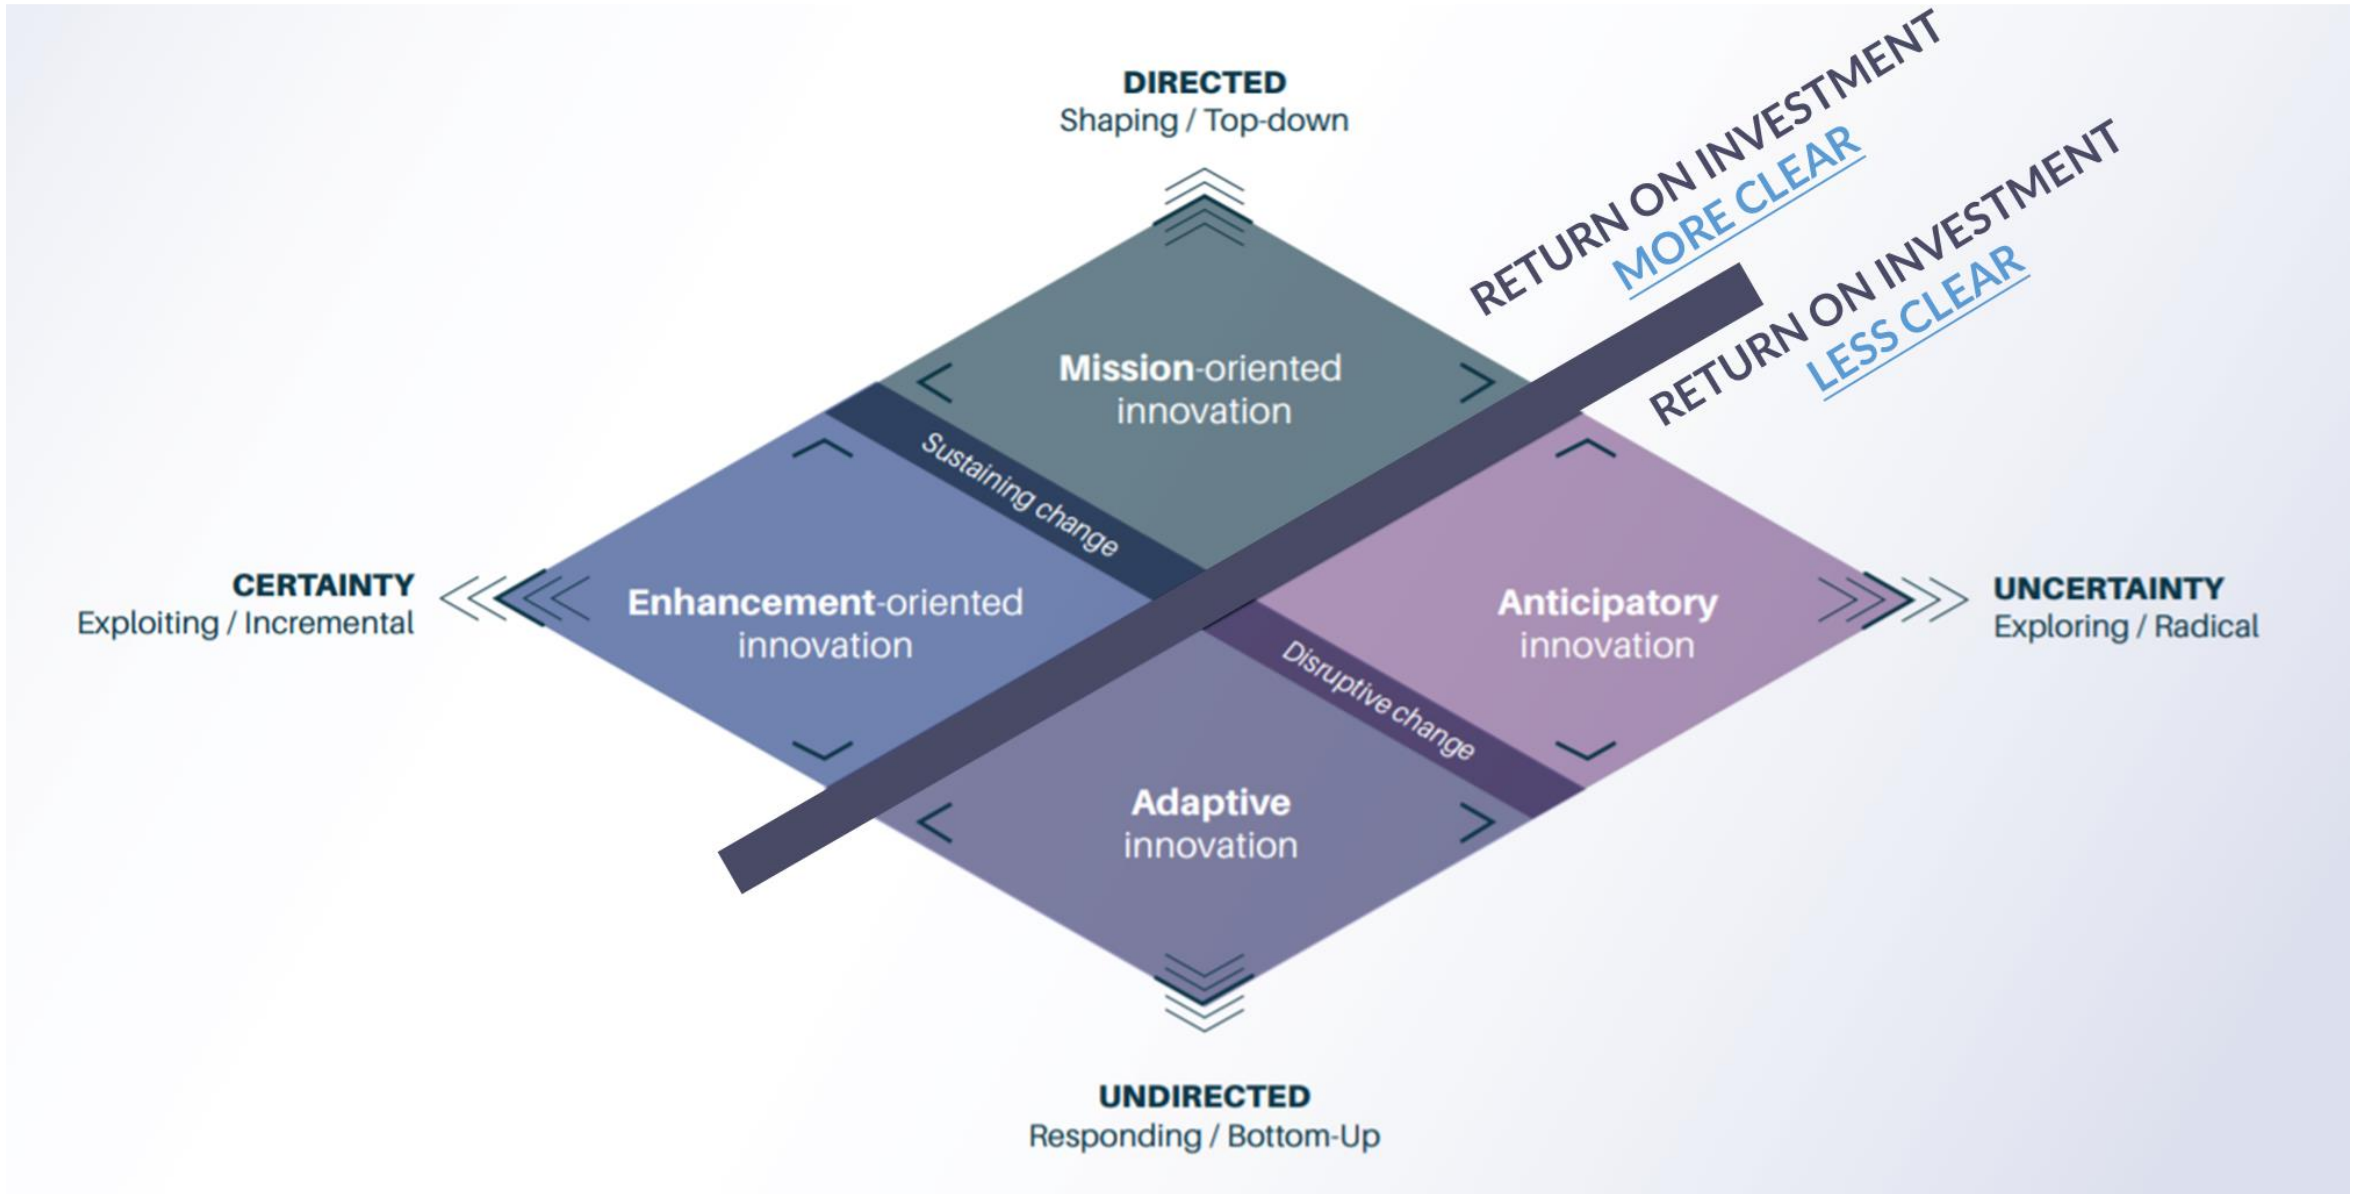 DIRECTED
Shaping / Top-down
RETURN ON INVESTMENT
MORE CLEAR
RETURN ON INVESTMENT
LESS CLEAR
Mission-oriented
innovation
Sustaining change
CERTAINTY
Exploiting / Incremental
Enhancement-oriented
innovation
Anticipatory
innovation
UNCERTAINTY
Exploring / Radical
Disruptive change
Adaptive
innovation
UNDIRECTED
Responding / Bottom-Up